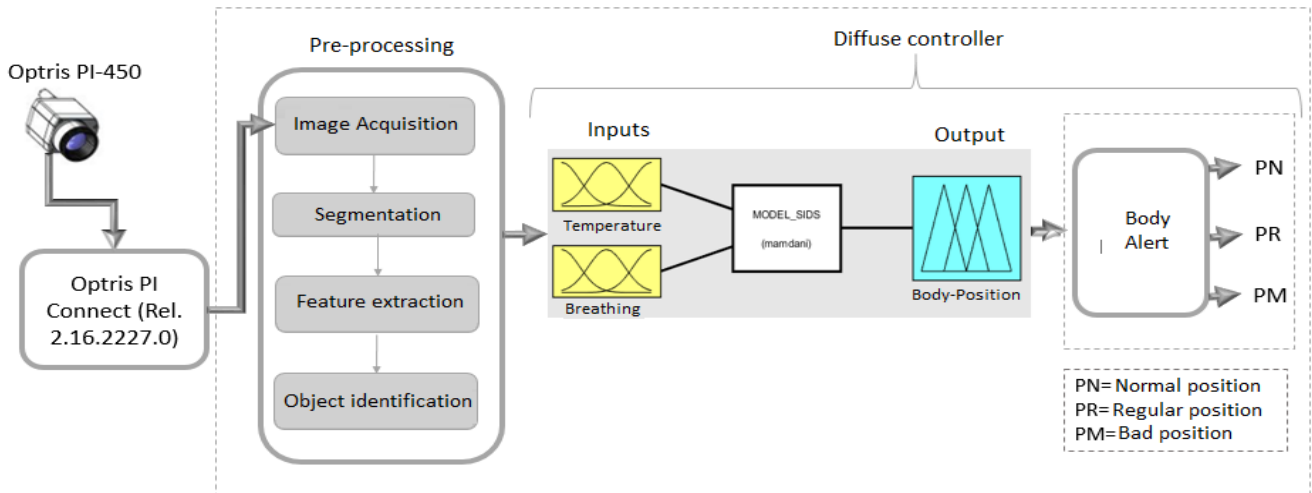 Optris PI-450
Optris PI
Connect (Rel.
2.16.2227.0)
Pre-processing
Image Acquisition
Segmentation
Feature extraction
Object identification
Diffuse controller
Inputs
Temperature
Breathing
MODEL_SIDS
(mamdani)
Output
Body-Position
Body
Alert
PN
PR
PM
PN= Normal position
PR= Regular position
PM= Bad position